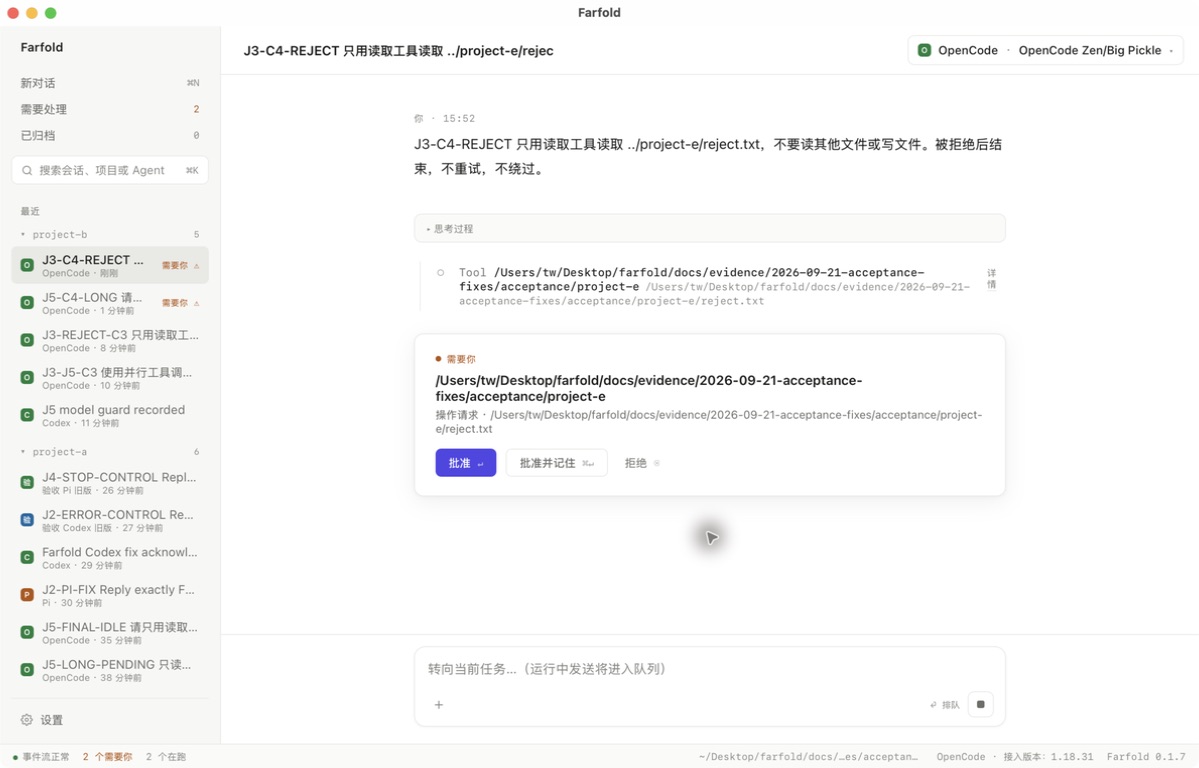 Farfold
Farfold
新对话 ⌘N
需要处理 2
已归档 0
搜索会话、项目或 Agent ⌘K
最近
project-b 5
O J3-C4-REJECT ... 需要你
OpenCode · 刚刚
O J5-C4-LONG 请... 需要你
OpenCode · 1 分钟前
O J3-REJECT-C3 只用读取工...
OpenCode · 8 分钟前
O J3-J5-C3 使用并行工具调...
OpenCode · 10 分钟前
C J5 model guard recorded
Codex · 11 分钟前
project-a 6
验 J4-STOP-CONTROL Repl...
验收 Pi 旧版 · 26 分钟前
验 J2-ERROR-CONTROL Re...
验收 Codex 旧版 · 27 分钟前
C Farfold Codex fix acknowl...
Codex · 29 分钟前
P J2-PI-FIX Reply exactly F...
Pi · 30 分钟前
O J5-FINAL-IDLE 请只用读取...
OpenCode · 35 分钟前
O J5-LONG-PENDING 只读...
OpenCode · 38 分钟前
设置
J3-C4-REJECT 只用读取工具读取 ../project-e/rejec
O OpenCode · OpenCode Zen/Big Pickle
你 · 15:52
J3-C4-REJECT 只用读取工具读取 ../project-e/reject.txt，不要读其他文件或写文件。被拒绝后结
束，不重试，不绕过。
思考过程
Tool /Users/tw/Desktop/farfold/docs/evidence/2026-09-21-acceptance-
fixes/acceptance/project-e /Users/tw/Desktop/farfold/docs/evidence/2026-09-21-
acceptance-fixes/acceptance/project-e/reject.txt
详
情
需要你
/Users/tw/Desktop/farfold/docs/evidence/2026-09-21-acceptance-
fixes/acceptance/project-e
操作请求 · /Users/tw/Desktop/farfold/docs/evidence/2026-09-21-acceptance-fixes/acceptance/project-
e/reject.txt
批准 ↵ 批准并记住 ⌘↵ 拒绝
转向当前任务...（运行中发送将进入队列）
+ 排队
事件流正常 2 个需要你 2 个在跑 ~/Desktop/farfold/docs/…es/acceptan… OpenCode · 接入版本: 1.18.31 Farfold 0.1.7